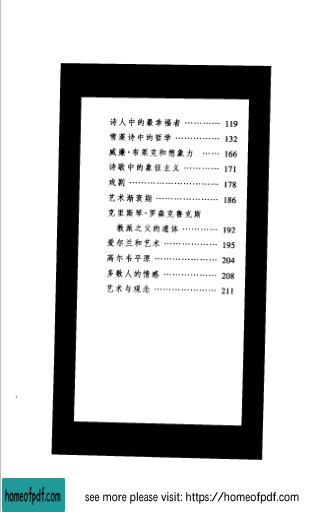 诗人中的最幸福者 ………… 119
雪莱诗中的哲学 …………… 132
威廉·布莱克和想象力 …… 166
诗歌中的象征主义 ………… 171
戏剧 ………………………… 178
艺术渐衰期 ………………… 186
克里斯琴·罗森克鲁克斯
教派之父的遗体 ………… 192
爱尔兰和艺术 ……………… 195
高尔韦平原 ………………… 204
多数人的情感 ……………… 208
艺术与观念 ………………… 211
homeofpdf.com
see more please visit: https://homeofpdf.com